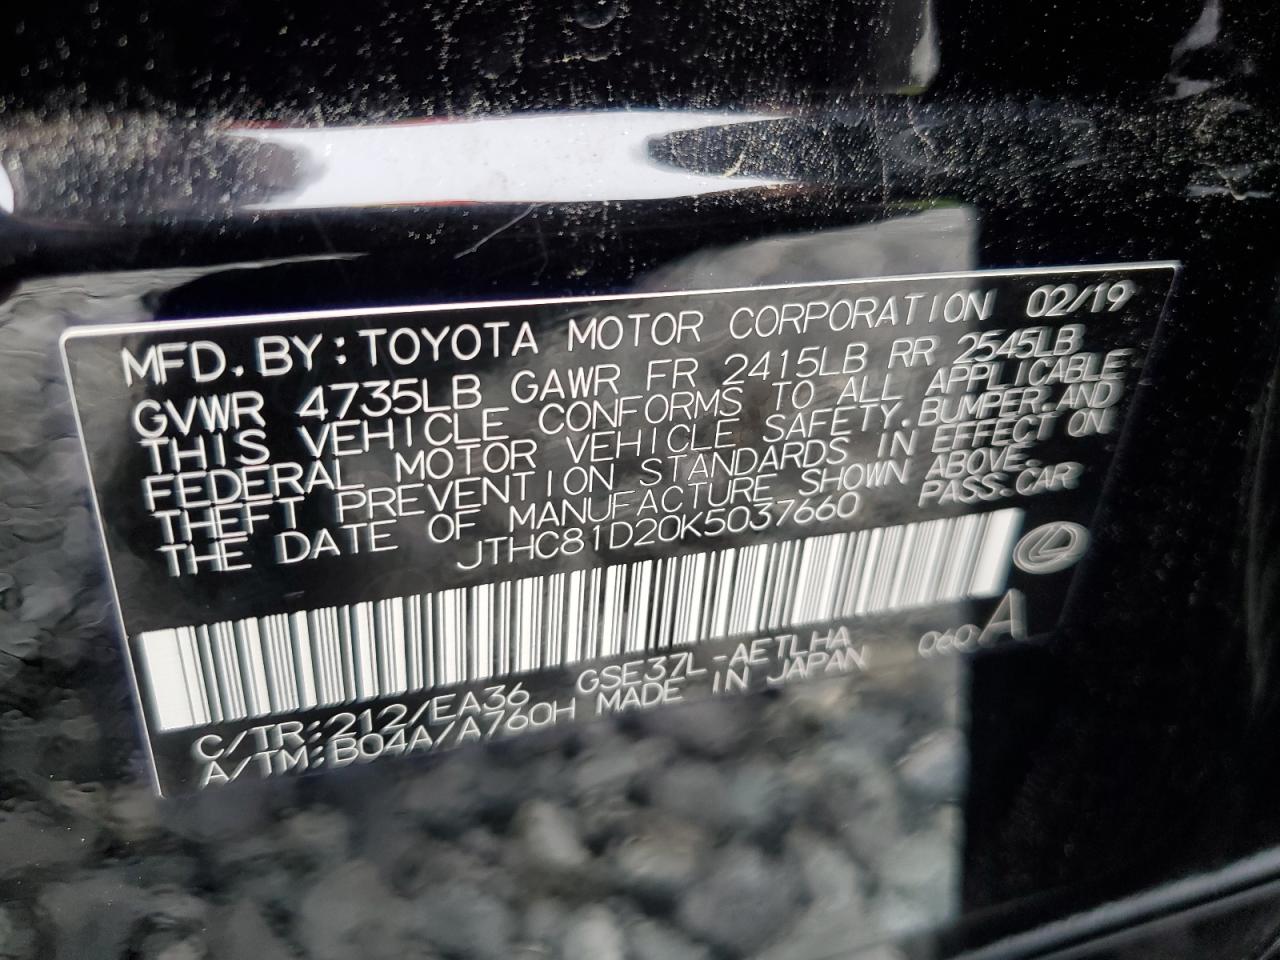 MFD.BY:TOYOTA MOTOR CORPORATION 02/19
GVWR 4735LB GAWR FR 2415LB RR 2545LB
THIS VEHICLE CONFORMS TO ALL APPLICABLE
FEDERAL MOTOR VEHICLE SAFETY,BUMPER,AND
THEFT PREVENTION STANDARDS IN EFFECT ON
THE DATE OF MANUFACTURE SHOWN ABOVE.
JTHC81D20K5037660 PASS.CAR
C/TR:212/EA36 GSE37L-AETLHA
A/TM:B04A/A760H MADE IN JAPAN 060A